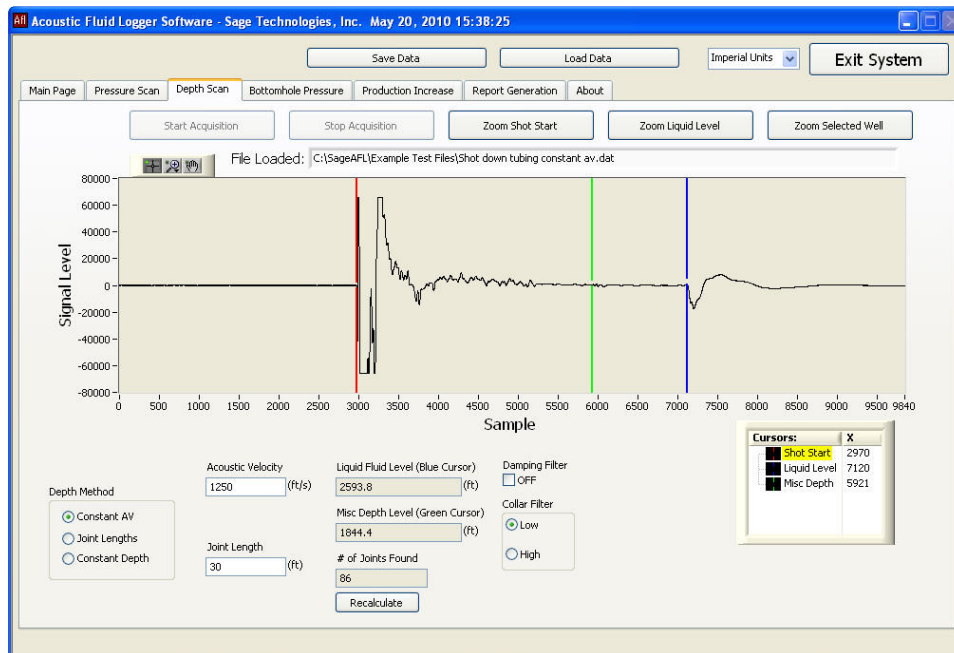 Afl Acoustic Fluid Logger Software - Sage Technologies, Inc. May 20, 2010 15:38:25
Save Data Load Data Imperial Units Exit System
Main Page Pressure Scan Depth Scan Bottomhole Pressure Production Increase Report Generation About
Start Acquisition Stop Acquisition Zoom Shot Start Zoom Liquid Level Zoom Selected Well
File Loaded: C:\SageAFL\Example Test Files\Shot down tubing constant av.dat
80000
60000
40000
20000
0
-20000
-40000
-60000
-80000
Signal Level
0 500 1000 1500 2000 2500 3000 3500 4000 4500 5000 5500 6000 6500 7000 7500 8000 8500 9000 9500 9840
Sample
Cursors: X
Shot Start 2970
Liquid Level 7120
Misc Depth 5921
Depth Method
Constant AV
Joint Lengths
Constant Depth
Acoustic Velocity
1250 (ft/s)
Joint Length
30 (ft)
Liquid Fluid Level (Blue Cursor)
2593.8 (ft)
Misc Depth Level (Green Cursor)
1844.4 (ft)
# of Joints Found
86
Recalculate
Damping Filter
OFF
Collar Filter
Low
High